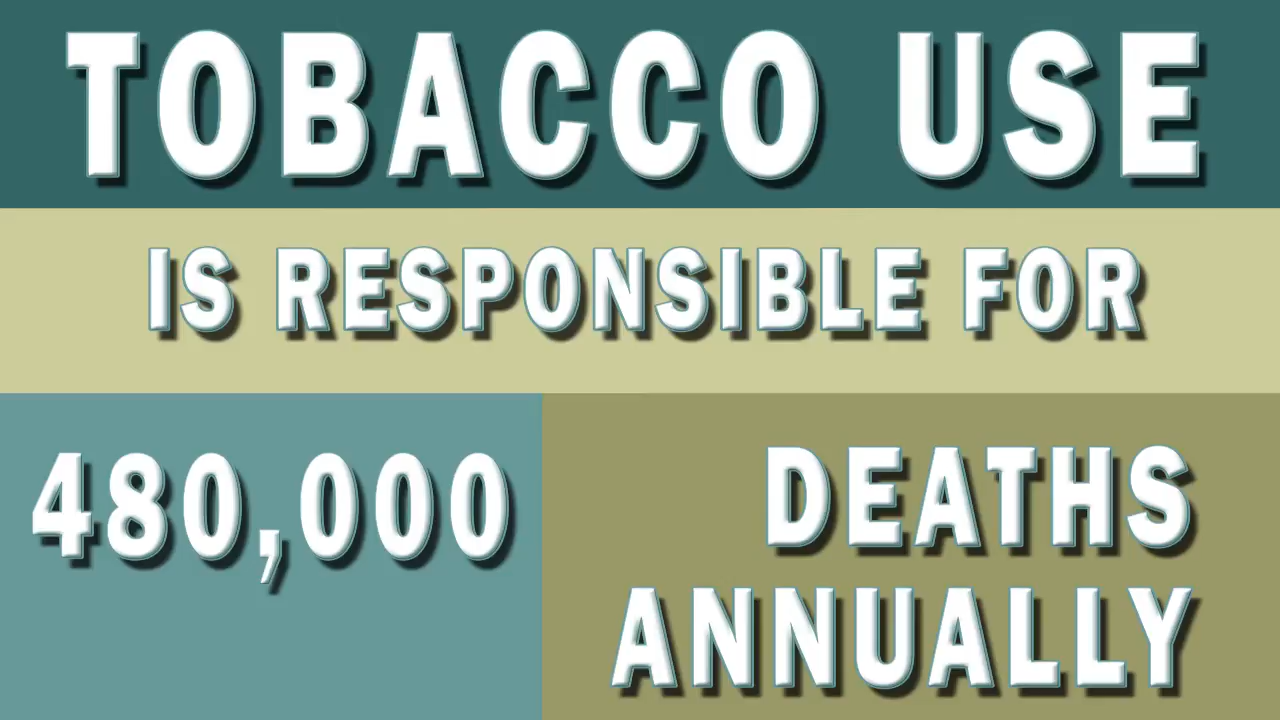 TOBACCO USE
IS RESPONSIBLE FOR
480,000
DEATHS
ANNUALLY